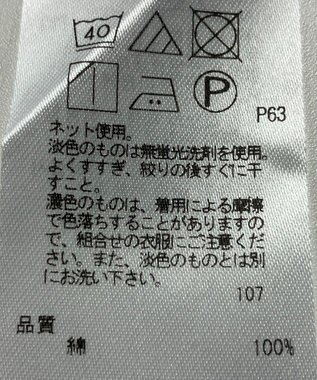 40
P
P63
ネット使用。
淡色のものは無蛍光洗剤を使用。
よくすすぎ、絞りの後すぐに干
すこと。
濃色のものは、着用による摩擦
で色落ちすることがありますの
で、組合せの衣服にご注意くだ
さい。また、淡色のものとは別
にお洗い下さい。
107
品質
綿 100%